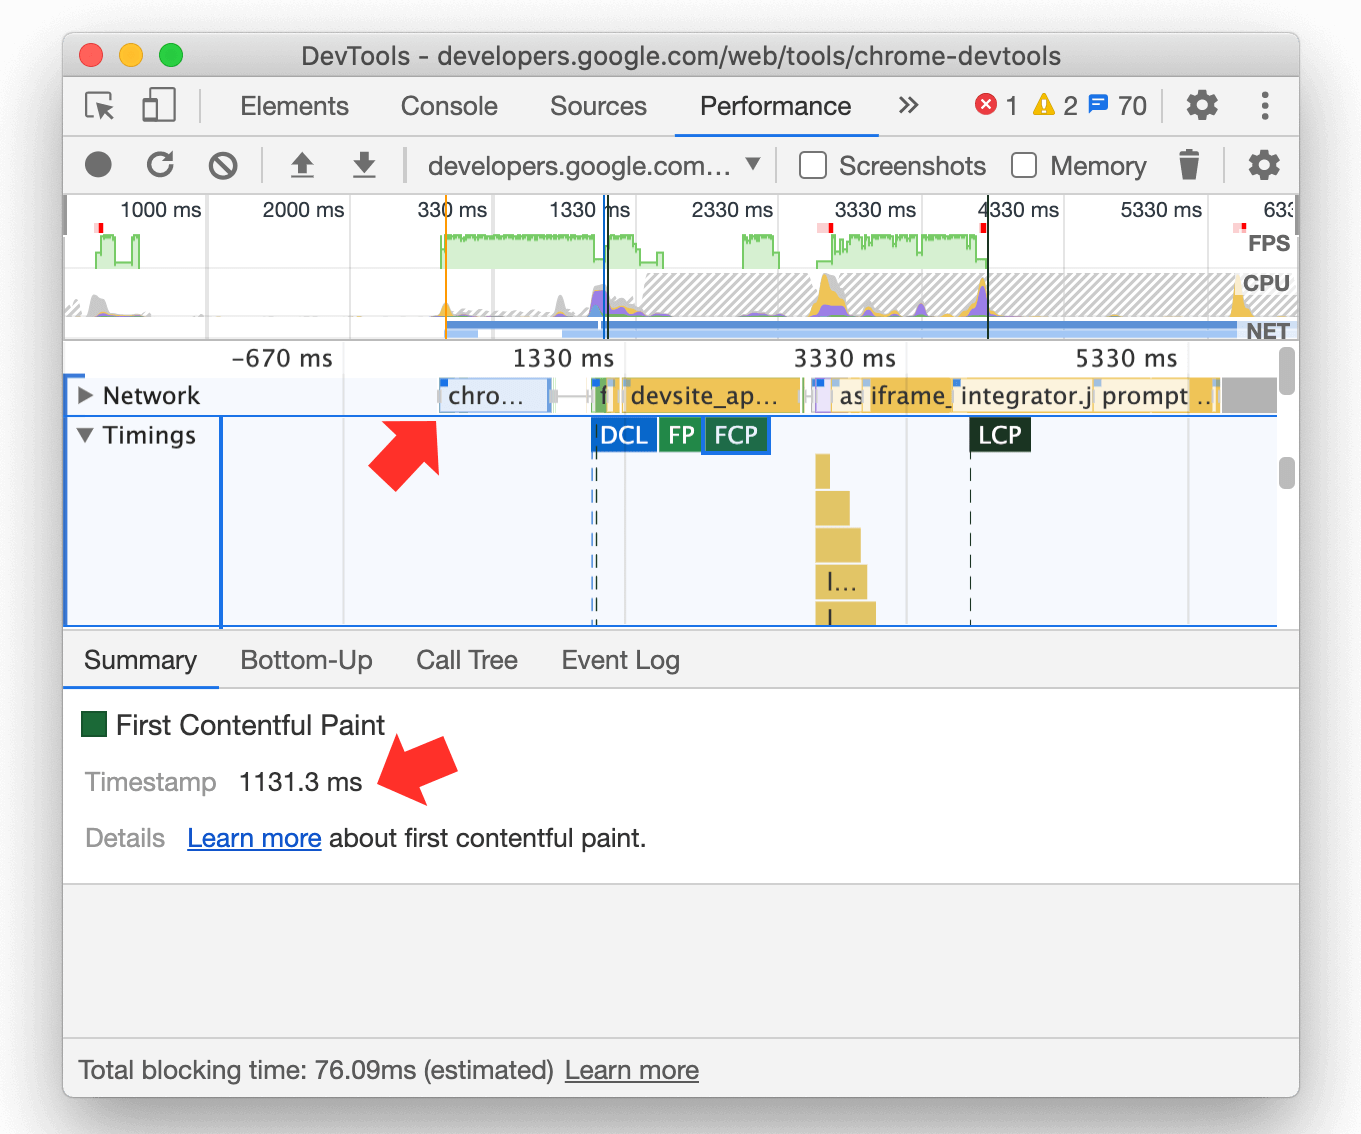 DevTools - developers.google.com/web/tools/chrome-devtools
Elements Console Sources Performance » 1 2 70
developers.google.com... Screenshots Memory
1000 ms 2000 ms 330 ms 1330 ms 2330 ms 3330 ms 4330 ms 5330 ms 633
FPS
CPU
NET
-670 ms 1330 ms 3330 ms 5330 ms
Network chro... f devsite_ap... as iframe_ integrator.j prompt ..
Timings DCL FP FCP LCP
l...
l
Summary Bottom-Up Call Tree Event Log
First Contentful Paint
Timestamp 1131.3 ms
Details Learn more about first contentful paint.
Total blocking time: 76.09ms (estimated) Learn more